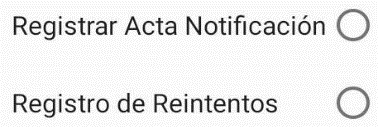 Registrar Acta Notificación
Registro de Reintentos